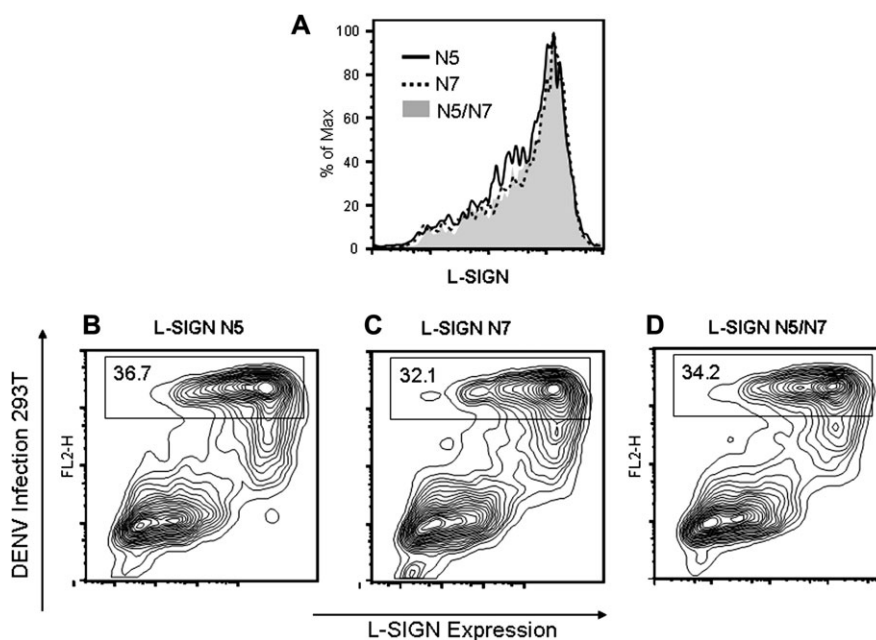 A
100
80
60
40
20
0
% of Max
N5
N7
N5/N7
L-SIGN
B
L-SIGN N5
36.7
FL2-H
C
L-SIGN N7
32.1
FL2-H
D
L-SIGN N5/N7
34.2
FL2-H
DENV Infection 293T
L-SIGN Expression